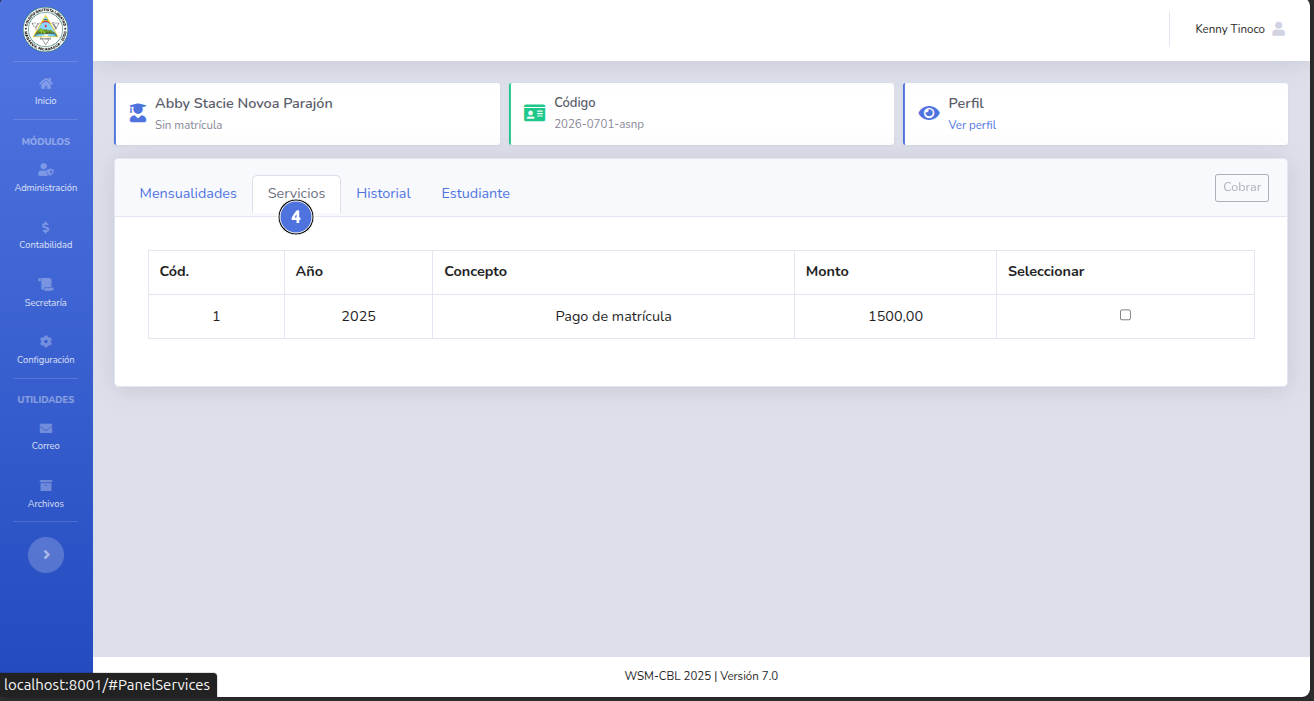 Kenny Tinoco
Inicio
MÓDULOS
Administración
Contabilidad
Secretaría
Configuración
UTILIDADES
Correo
Archivos
Abby Stacie Novoa Parajón
Sin matrícula
Código
2026-0701-asnp
Perfil
Ver perfil
Mensualidades Servicios Historial Estudiante Cobrar
4
Cód. Año Concepto Monto Seleccionar
1 2025 Pago de matrícula 1500,00
WSM-CBL 2025 | Versión 7.0
localhost:8001/#PanelServices